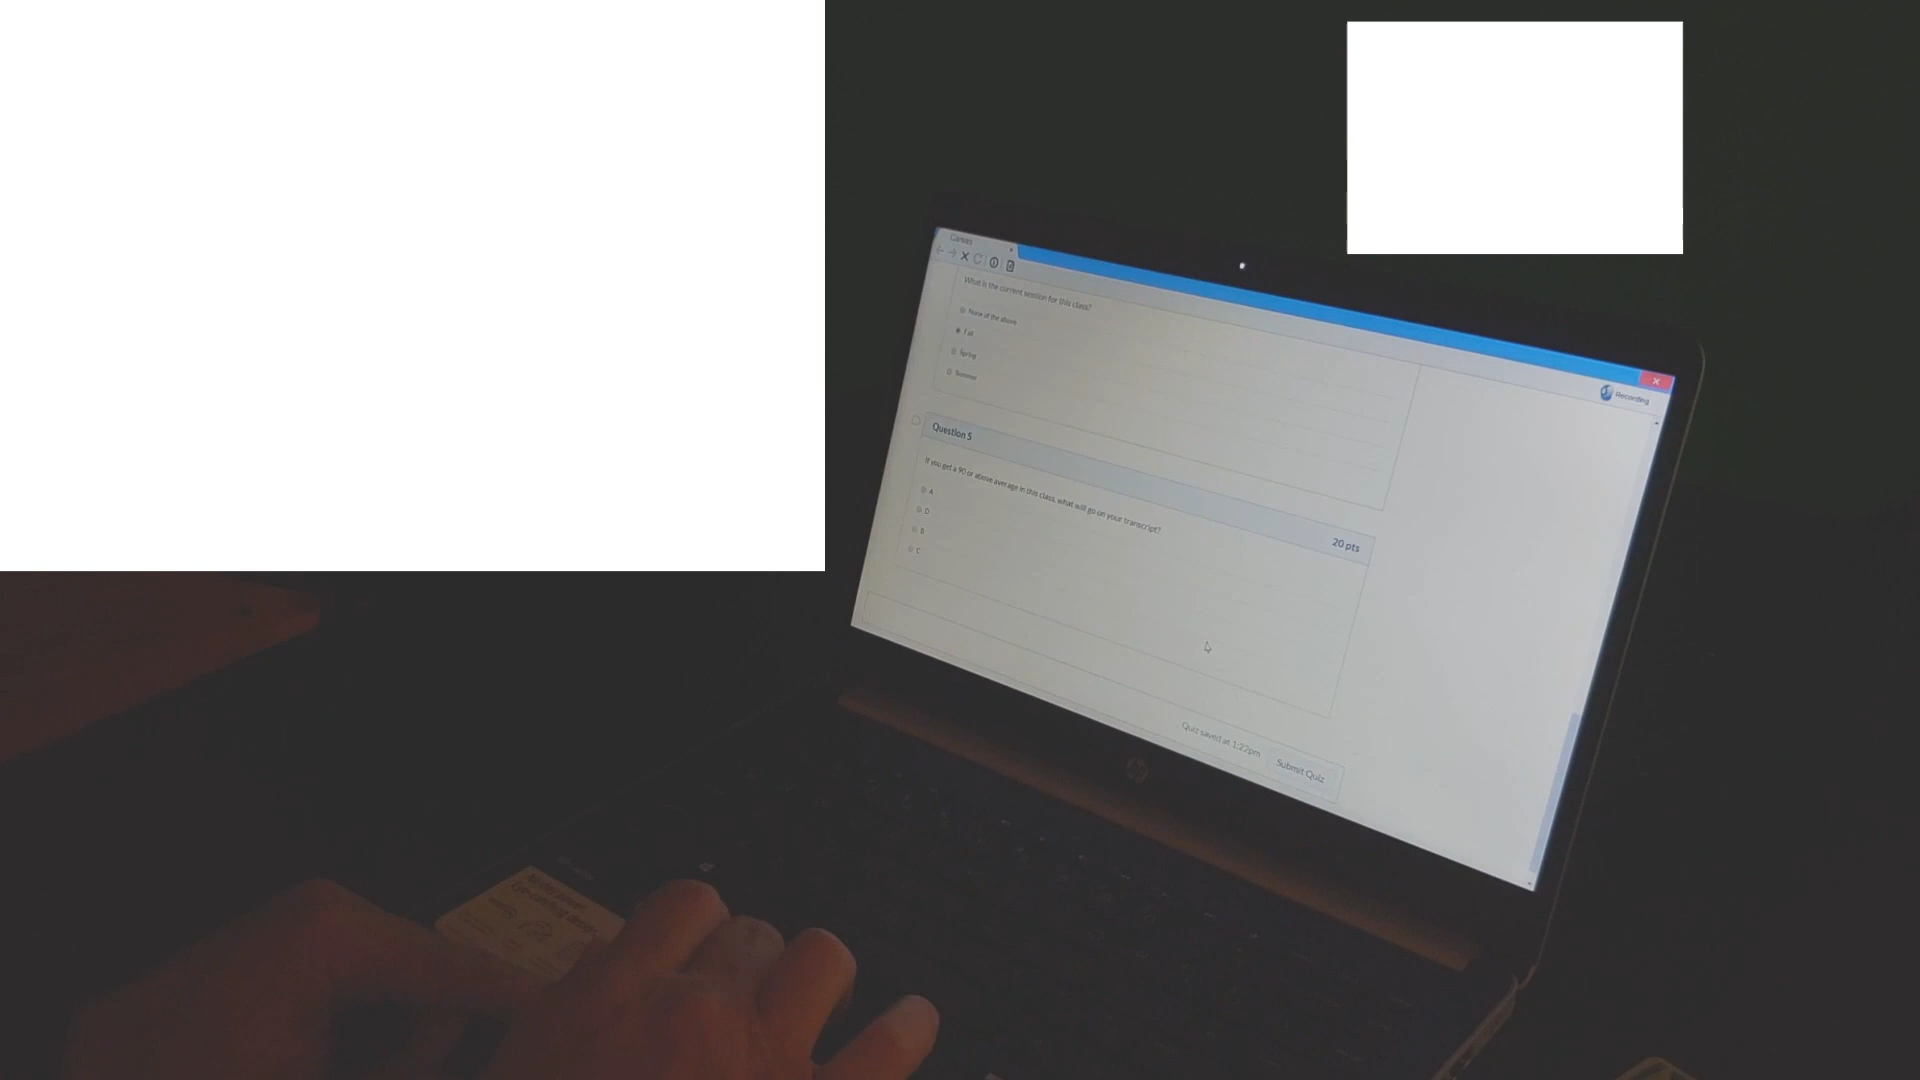 Canvas
Recording
What is the current session for this class?
None of the above
Fall
Spring
Summer
Question 5
20 pts
If you get a 90 or above average in this class, what will go on your transcript?
A
D
B
C
Quiz saved at 1:22pm
Submit Quiz
hp